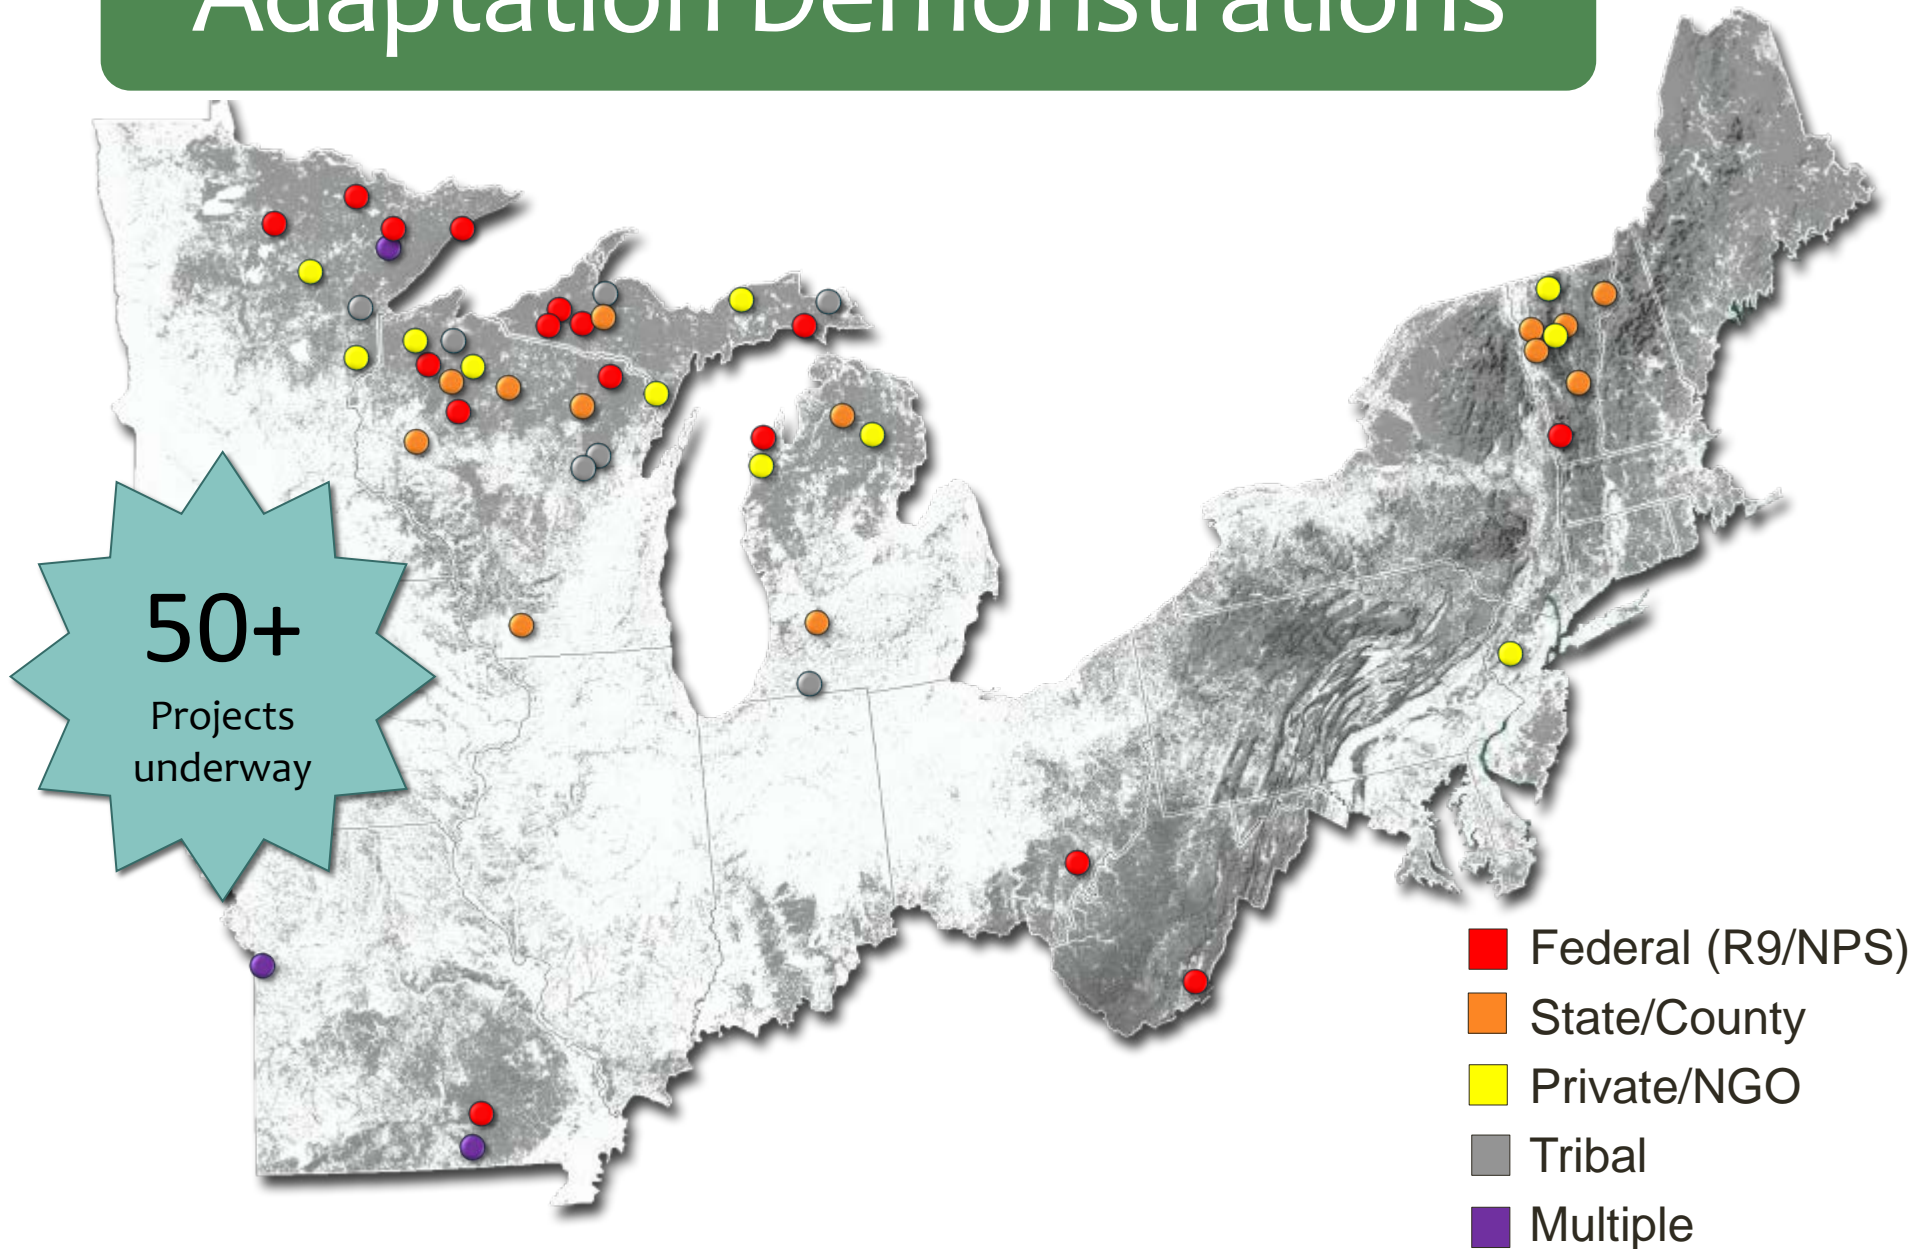 Adaptation Demonstrations
50+
Projects
underway
Federal (R9/NPS)
State/County
Private/NGO
Tribal
Multiple